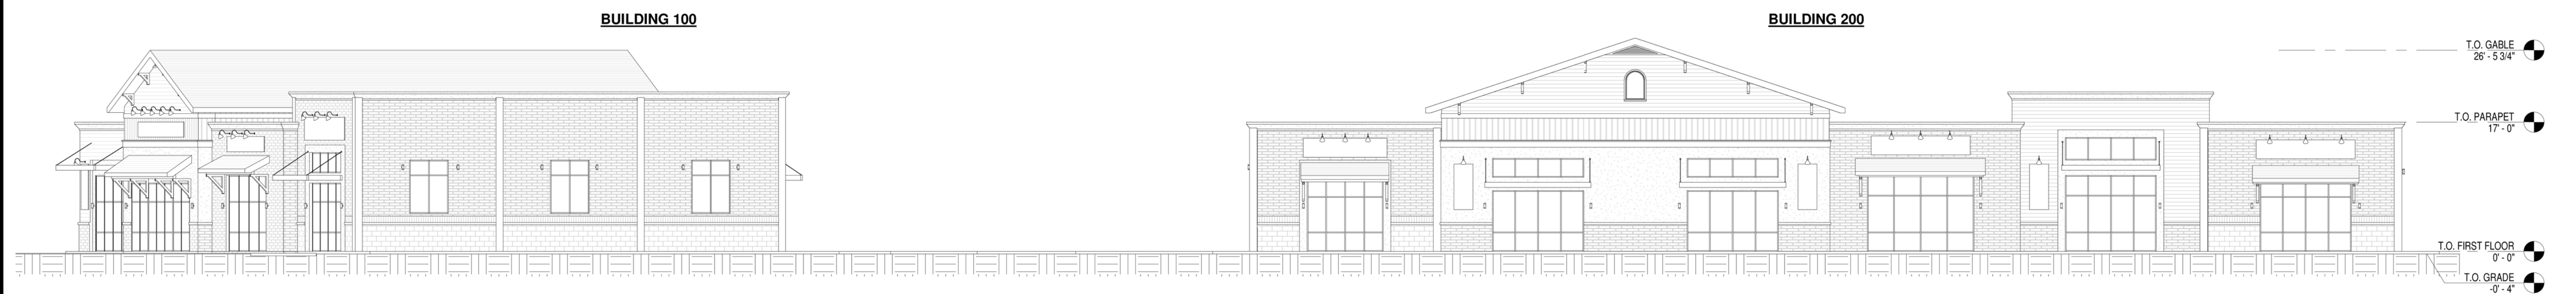 BUILDING 100
BUILDING 200
T.O. GABLE
26' - 5 3/4"
T.O. PARAPET
17' - 0"
T.O. FIRST FLOOR
0' - 0"
T.O. GRADE
-0' - 4"